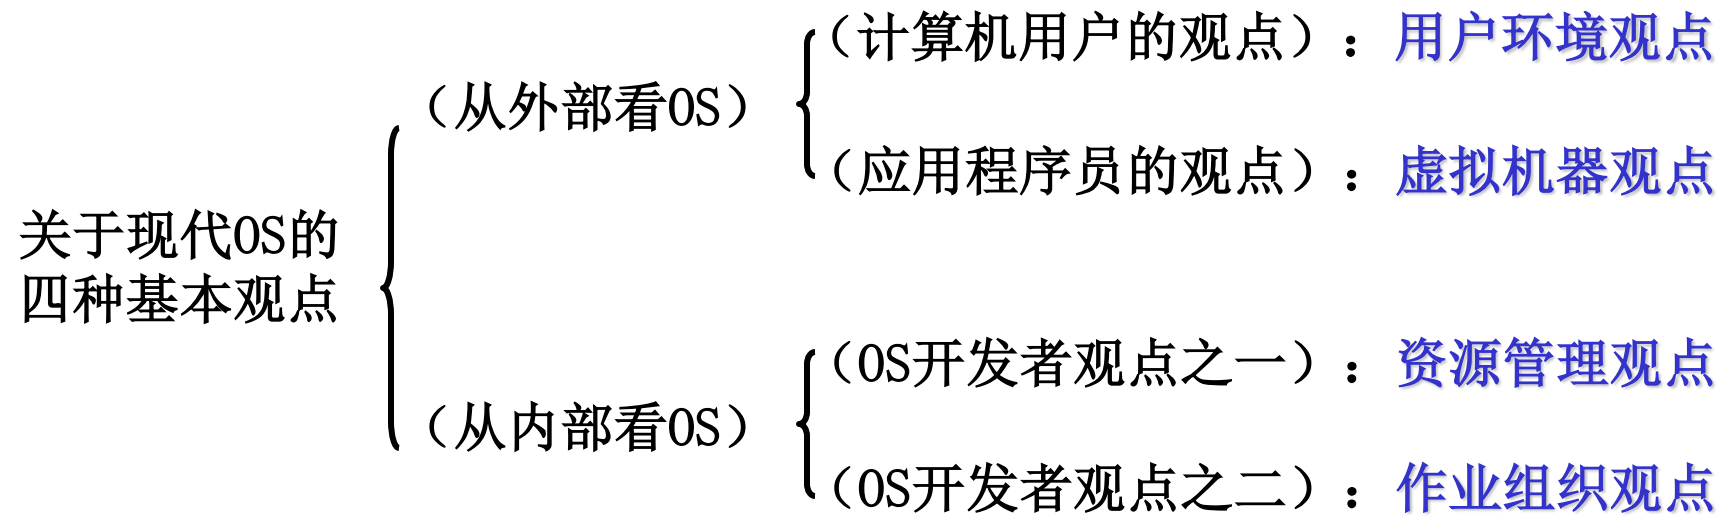 关于现代OS的
四种基本观点
（从外部看OS）
（计算机用户的观点）：用户环境观点
（应用程序员的观点）：虚拟机器观点
（从内部看OS）
（OS开发者观点之一）：资源管理观点
（OS开发者观点之二）：作业组织观点